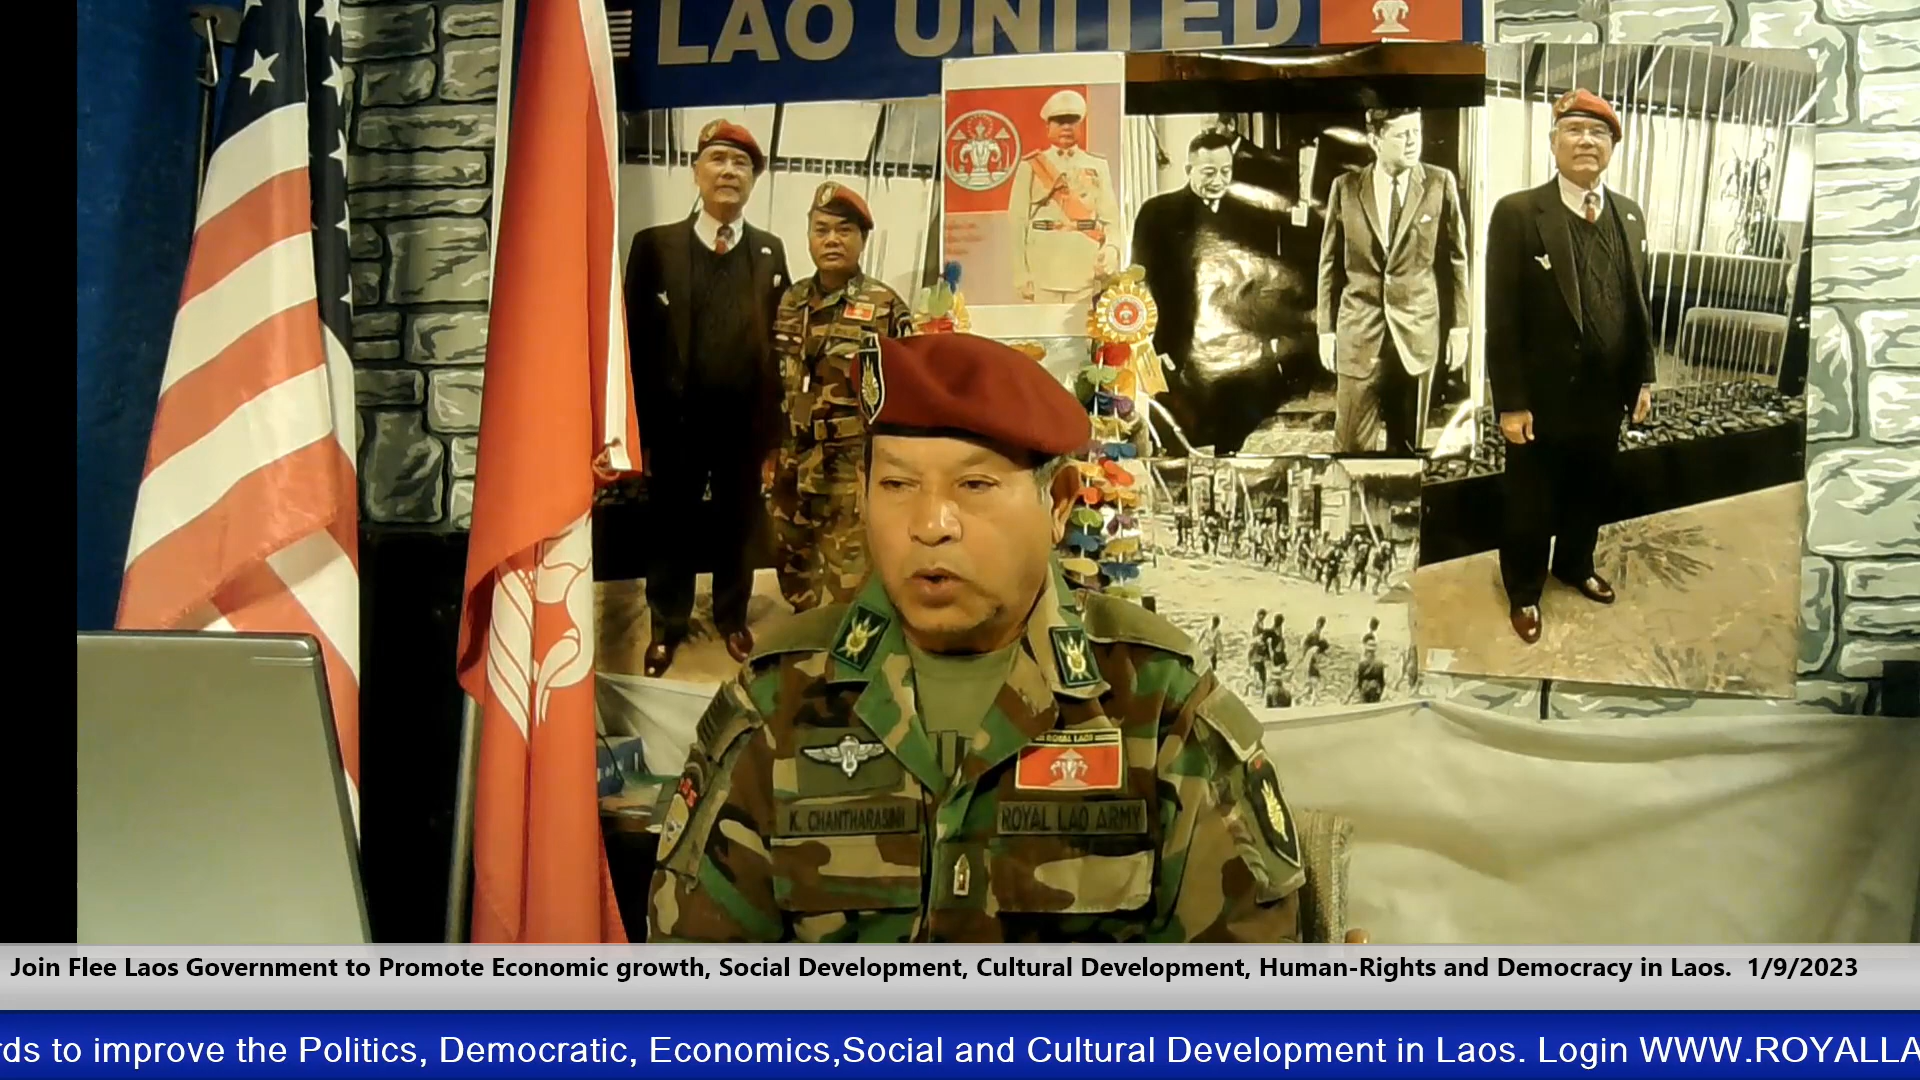 LAO UNITED
ROYAL LAOS
K. CHANTHARASINH
ROYAL LAO ARMY
Join Flee Laos Government to Promote Economic growth, Social Development, Cultural Development, Human-Rights and Democracy in Laos. 1/9/2023
rds to improve the Politics, Democratic, Economics,Social and Cultural Development in Laos. Login WWW.ROYALLA